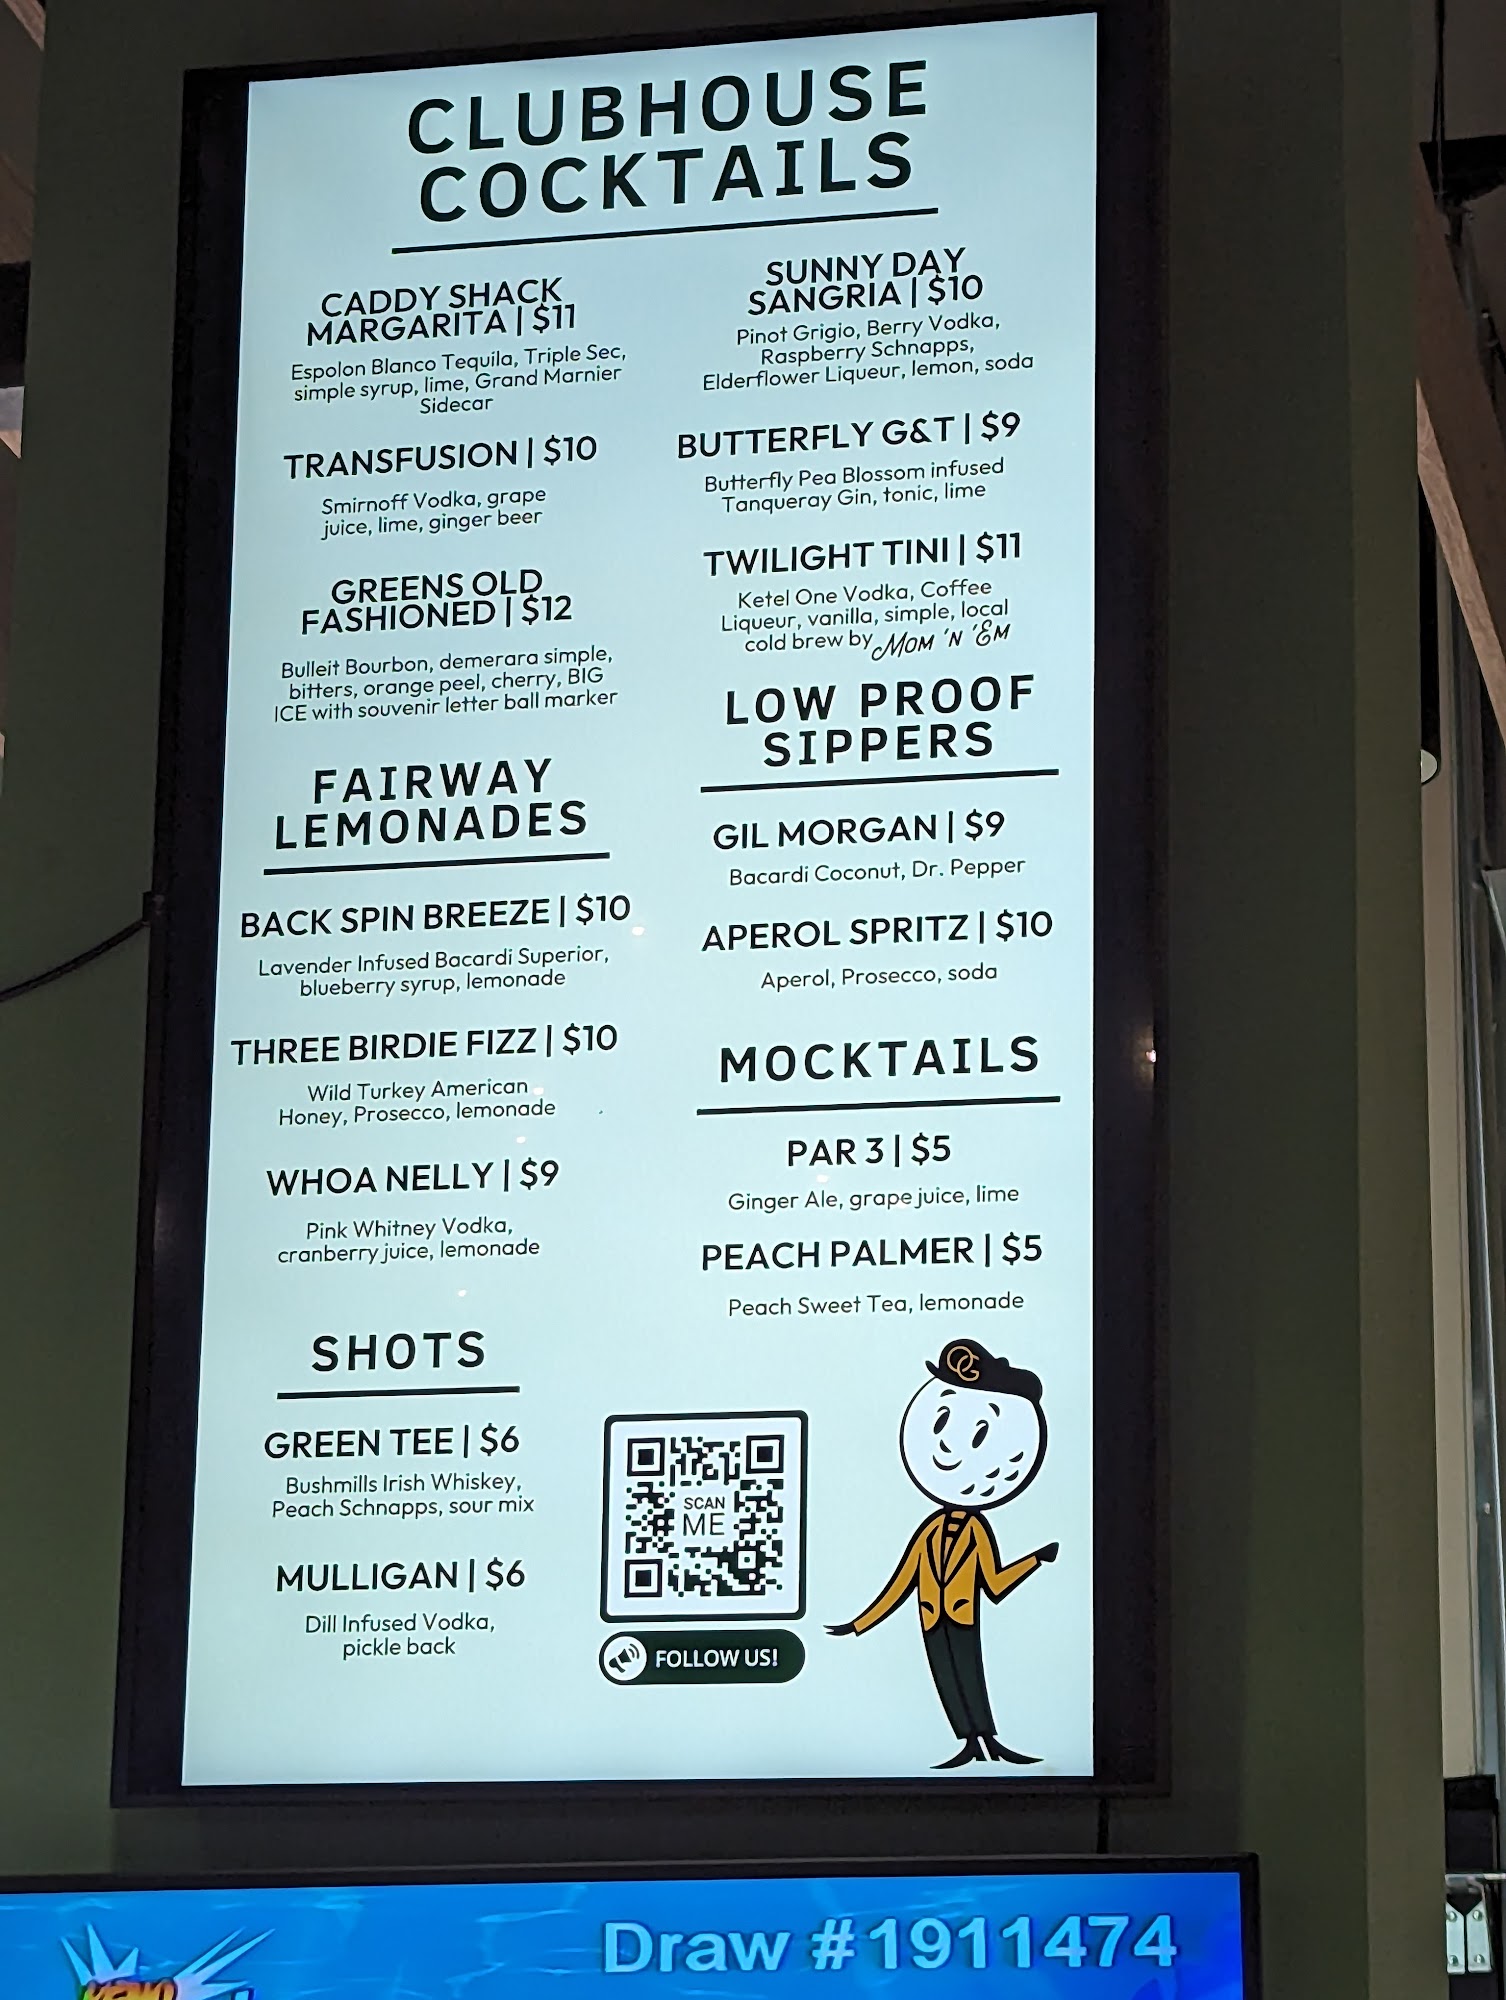 CLUBHOUSE
COCKTAILS
CADDY SHACK
MARGARITA | $11
Espolon Blanco Tequila, Triple Sec,
simple syrup, lime, Grand Marnier
Sidecar
TRANSFUSION | $10
Smirnoff Vodka, grape
juice, lime, ginger beer
GREENS OLD
FASHIONED | $12
Bulleit Bourbon, demerara simple,
bitters, orange peel, cherry, BIG
ICE with souvenir letter ball marker
FAIRWAY
LEMONADES
BACK SPIN BREEZE | $10
Lavender Infused Bacardi Superior,
blueberry syrup, lemonade
THREE BIRDIE FIZZ | $10
Wild Turkey American
Honey, Prosecco, lemonade
WHOA NELLY | $9
Pink Whitney Vodka,
cranberry juice, lemonade
SHOTS
GREEN TEE | $6
Bushmills Irish Whiskey,
Peach Schnapps, sour mix
MULLIGAN | $6
Dill Infused Vodka,
pickle back
SUNNY DAY
SANGRIA | $10
Pinot Grigio, Berry Vodka,
Raspberry Schnapps,
Elderflower Liqueur, lemon, soda
BUTTERFLY G&T | $9
Butterfly Pea Blossom infused
Tanqueray Gin, tonic, lime
TWILIGHT TINI | $11
Ketel One Vodka, Coffee
Liqueur, vanilla, simple, local
cold brew by MOM 'N 'EM
LOW PROOF
SIPPERS
GIL MORGAN | $9
Bacardi Coconut, Dr. Pepper
APEROL SPRITZ | $10
Aperol, Prosecco, soda
MOCKTAILS
PAR 3 | $5
Ginger Ale, grape juice, lime
PEACH PALMER | $5
Peach Sweet Tea, lemonade
OG
SCAN
ME
FOLLOW US!
Draw #1911474